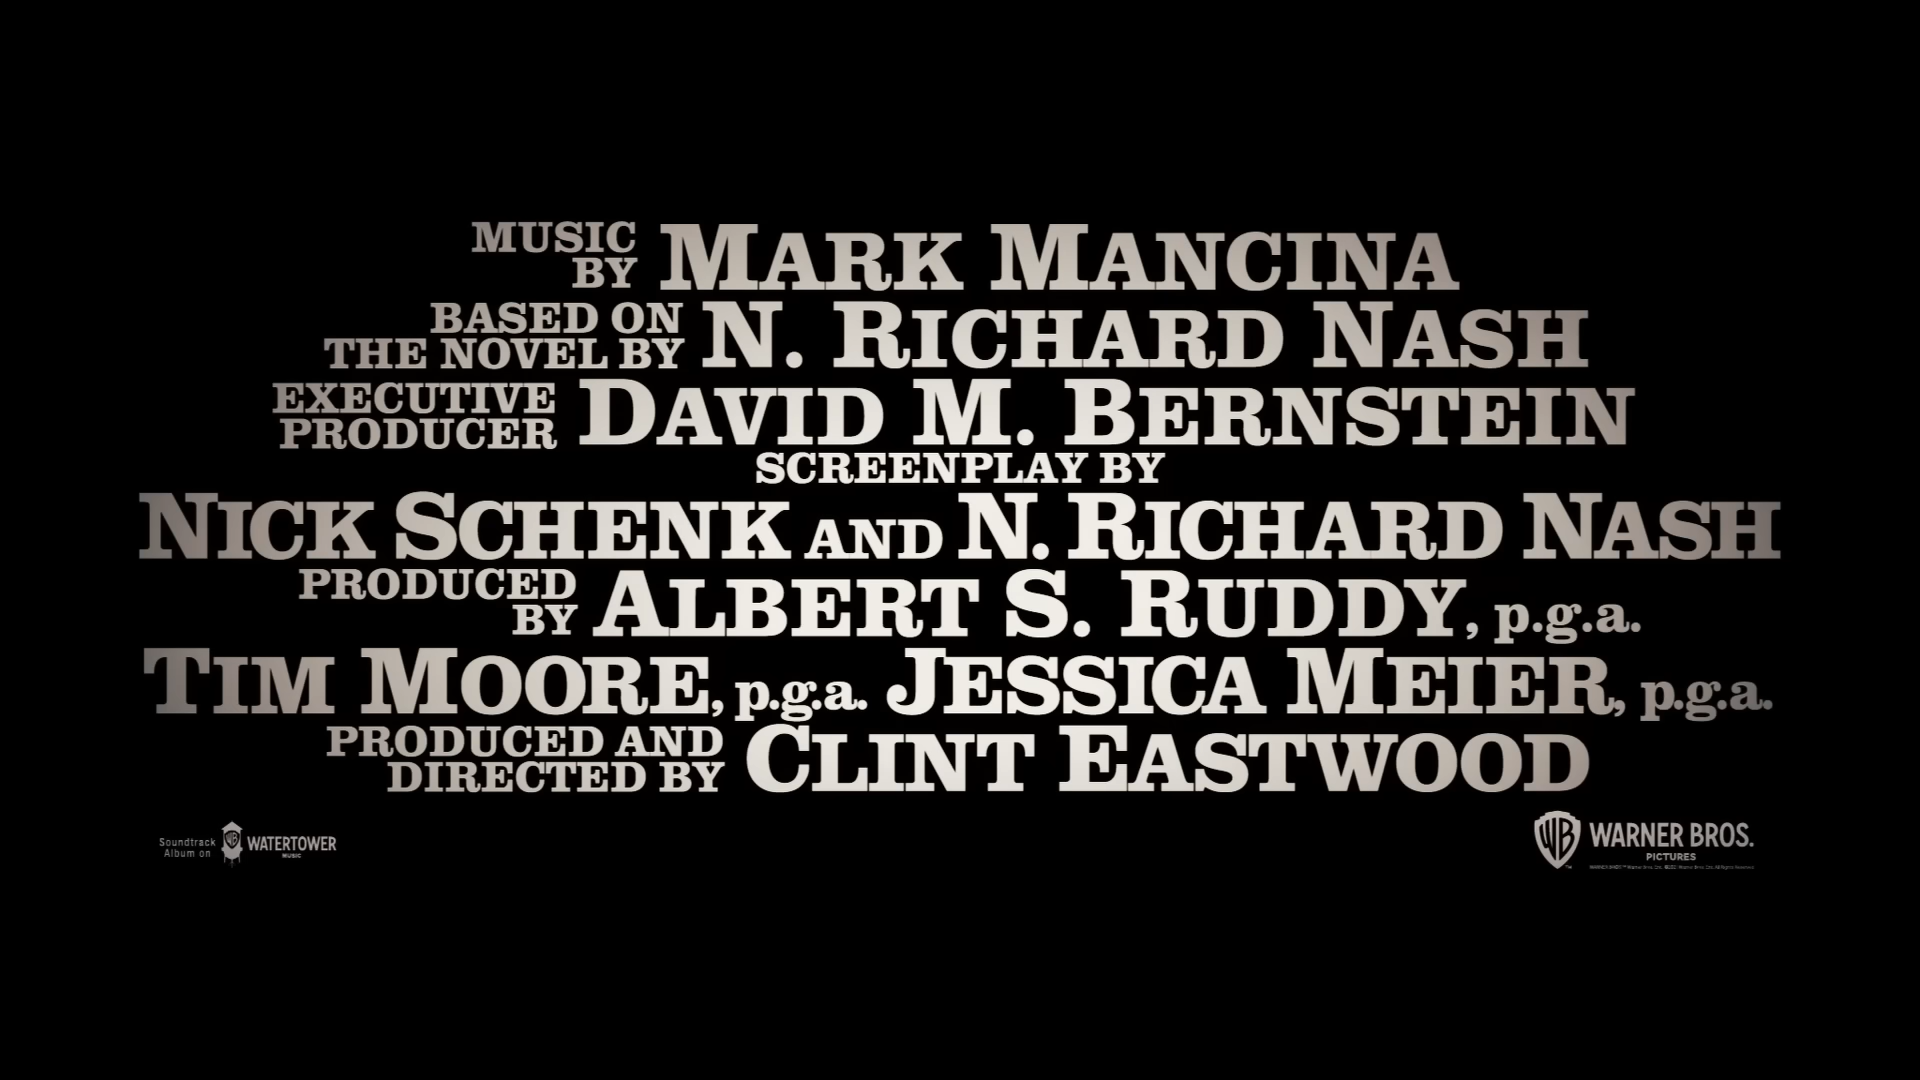 MUSIC BY MARK MANCINA
BASED ON THE NOVEL BY N. RICHARD NASH
EXECUTIVE PRODUCER DAVID M. BERNSTEIN
SCREENPLAY BY
NICK SCHENK AND N. RICHARD NASH
PRODUCED BY ALBERT S. RUDDY, p.g.a.
TIM MOORE, p.g.a. JESSICA MEIER, p.g.a.
PRODUCED AND DIRECTED BY CLINT EASTWOOD
Soundtrack Album on WB WATERTOWER MUSIC
WB WARNER BROS. PICTURES